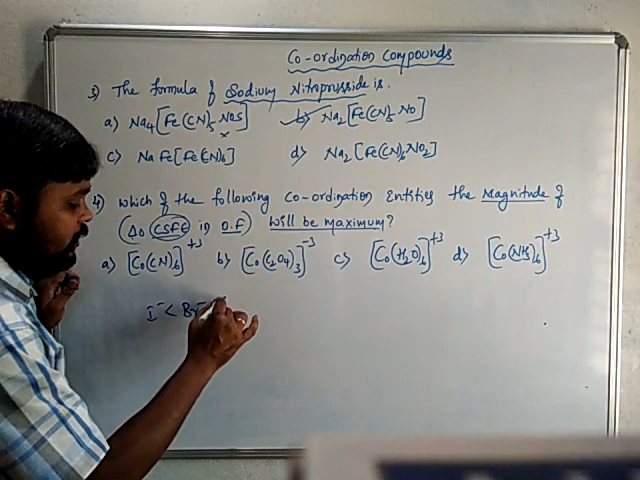 Co-ordination Compounds
3) The formula of Sodium Nitroprusside is.
a) Na4[Fe(CN)5 NOS] b) Na2[Fe(CN)5 NO]
x
c) Na Fe[Fe(CN)6] d) Na2[Fe(CN)6 NO2]
4) which of the following Co-ordination Entities the Magnitude of
(Δo CSFE in O.F) will be maximum?
a) [Co(CN)6]+3 b) [Co(C2O4)3]-3 c) [Co(H2O)6]+3 d) [Co(NH3)6]+3
I- < Br-